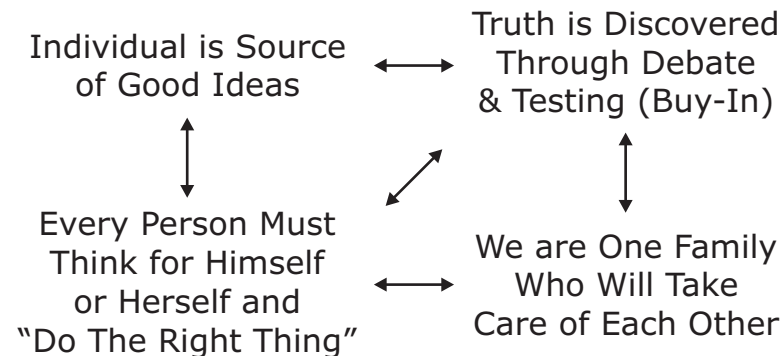 Individual is Source
of Good Ideas
Truth is Discovered
Through Debate
& Testing (Buy-In)
Every Person Must
Think for Himself
or Herself and
“Do The Right Thing”
We are One Family
Who Will Take
Care of Each Other